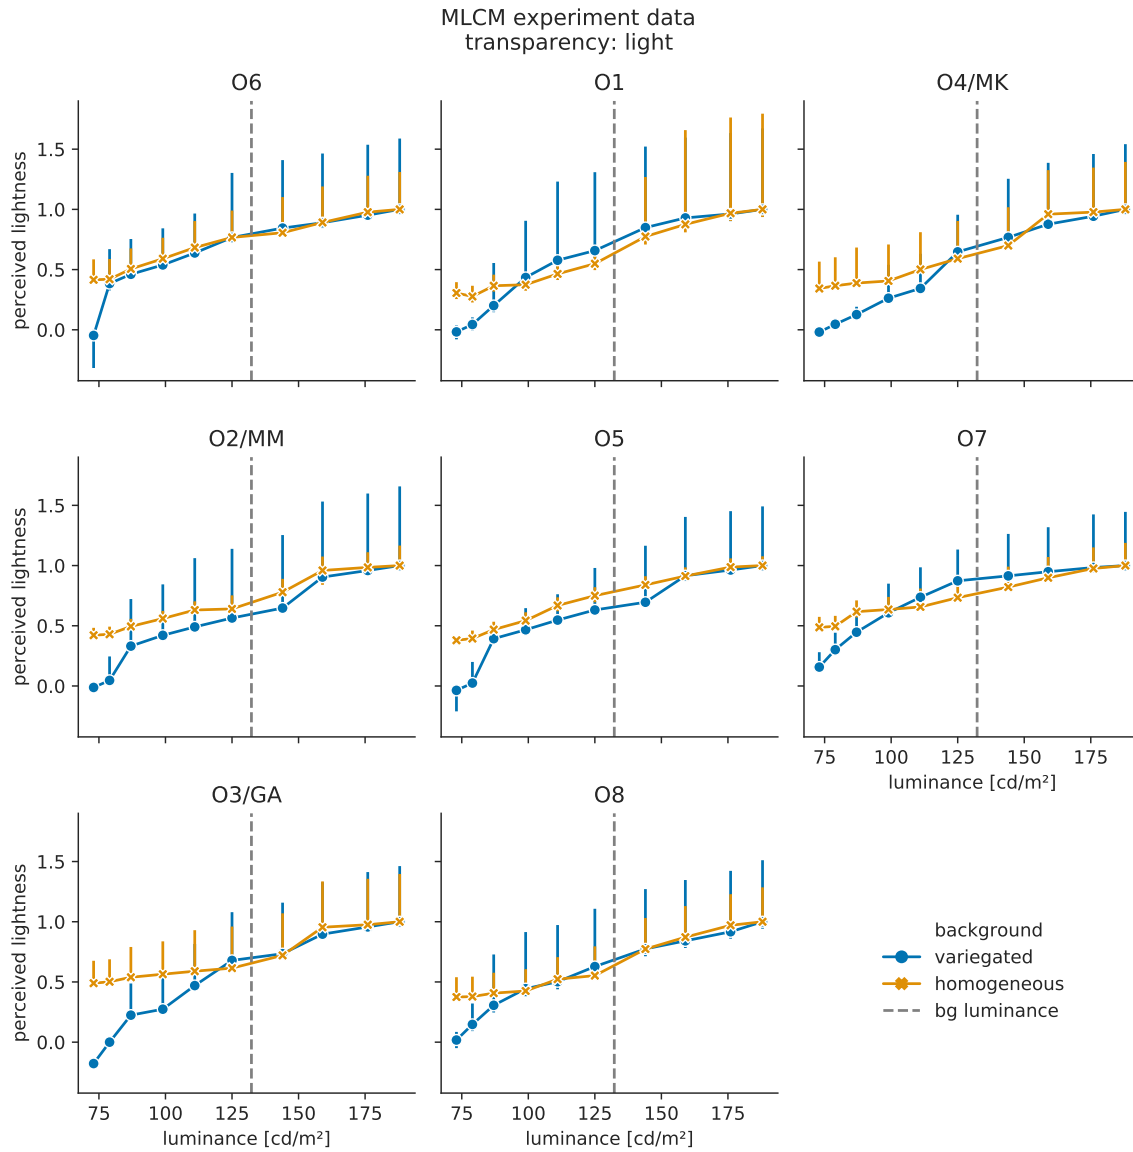 MLCM experiment data
transparency: light
O6
O1
O4/MK
perceived lightness
1.5
1.0
0.5
0.0
O2/MM
O5
O7
perceived lightness
1.5
1.0
0.5
0.0
75 100 125 150 175
luminance [cd/m²]
O3/GA
O8
perceived lightness
1.5
1.0
0.5
0.0
background
variegated
homogeneous
bg luminance
75 100 125 150 175
75 100 125 150 175
luminance [cd/m²]
luminance [cd/m²]